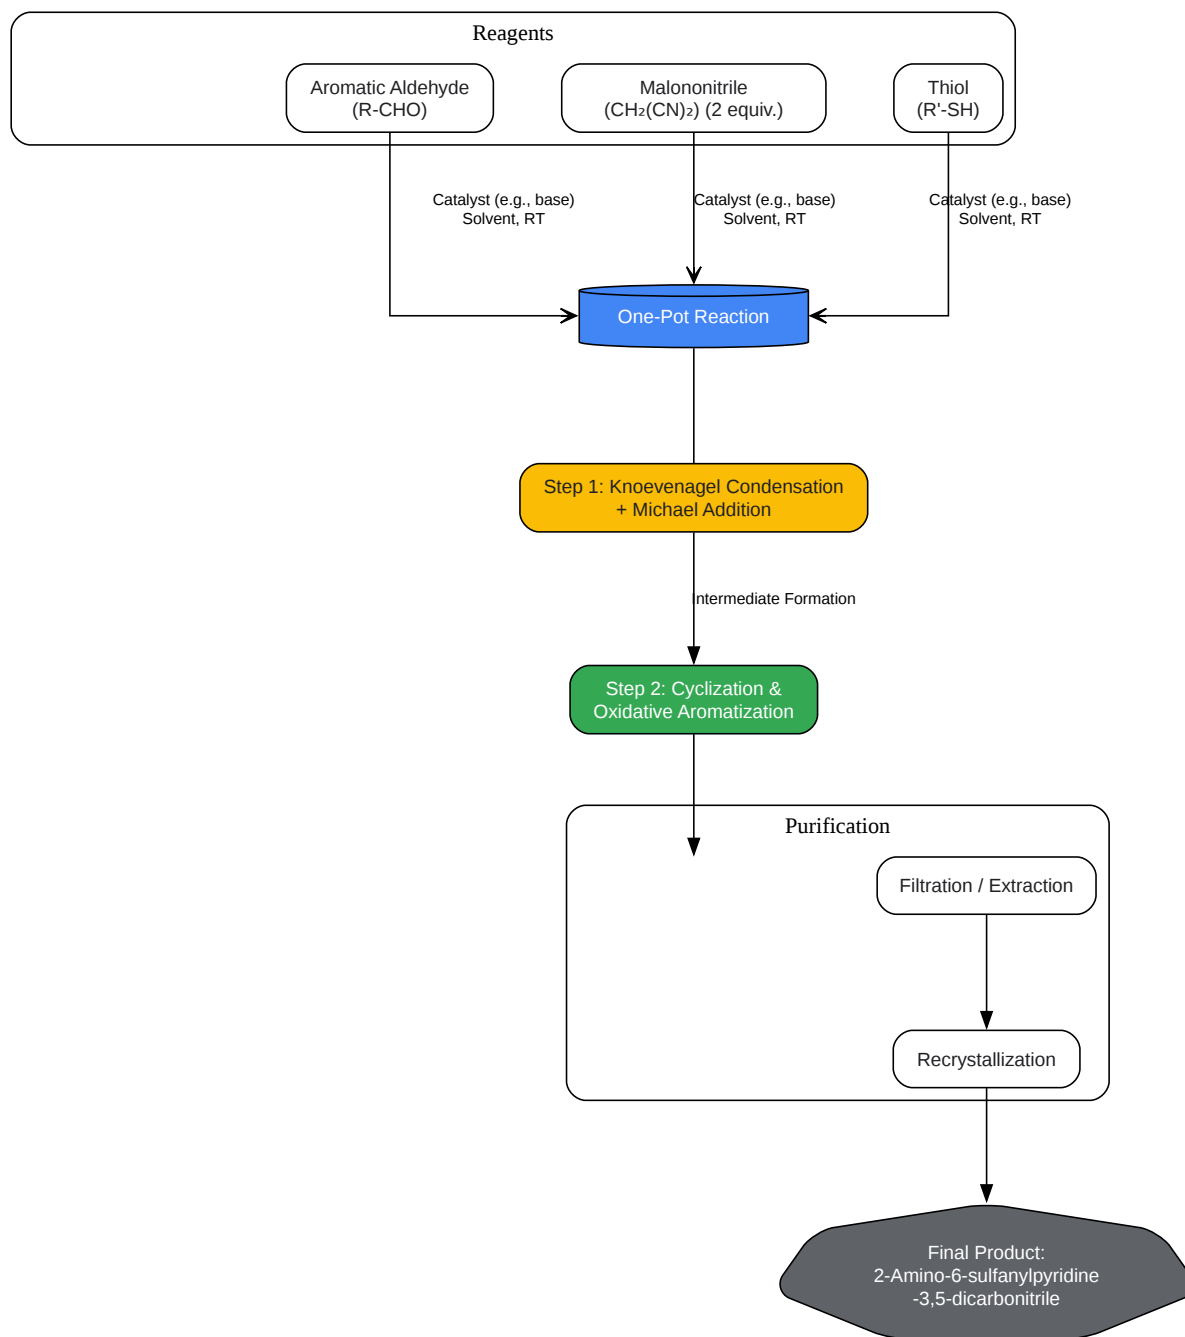 Reagents
Aromatic Aldehyde
(R-CHO)
Malononitrile
(CH₂(CN)₂) (2 equiv.)
Thiol
(R'-SH)
Catalyst (e.g., base)
Solvent, RT
Catalyst (e.g., base)
Solvent, RT
Catalyst (e.g., base)
Solvent, RT
One-Pot Reaction
Step 1: Knoevenagel Condensation
+ Michael Addition
Intermediate Formation
Step 2: Cyclization &
Oxidative Aromatization
Purification
Filtration / Extraction
Recrystallization
Final Product:
2-Amino-6-sulfanylpyridine
-3,5-dicarbonitrile